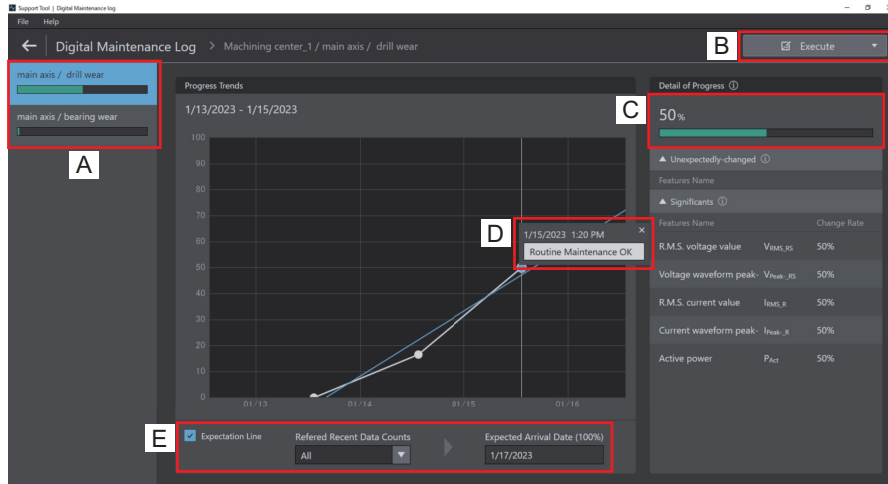 Support Tool | Digital Maintenance log
File Help
Digital Maintenance Log > Machining center_1 / main axis / drill wear
B
Execute
main axis / drill wear
main axis / bearing wear
A
Progress Trends
1/13/2023 - 1/15/2023
100
90
80
70
60
50
40
30
20
10
0
01/13 01/14 01/15 01/16
D
1/15/2023 1:20 PM ×
Routine Maintenance OK
E
Expectation Line
Refered Recent Data Counts
All
Expected Arrival Date (100%)
1/17/2023
Detail of Progress
C
50 %
Unexpectedly-changed
Features Name
Significants
Features Name Change Rate
R.M.S. voltage value VRMS_RS 50%
Voltage waveform peak- VPeak-_RS 50%
R.M.S. current value IRMS_R 50%
Current waveform peak- IPeak-_R 50%
Active power PAct 50%